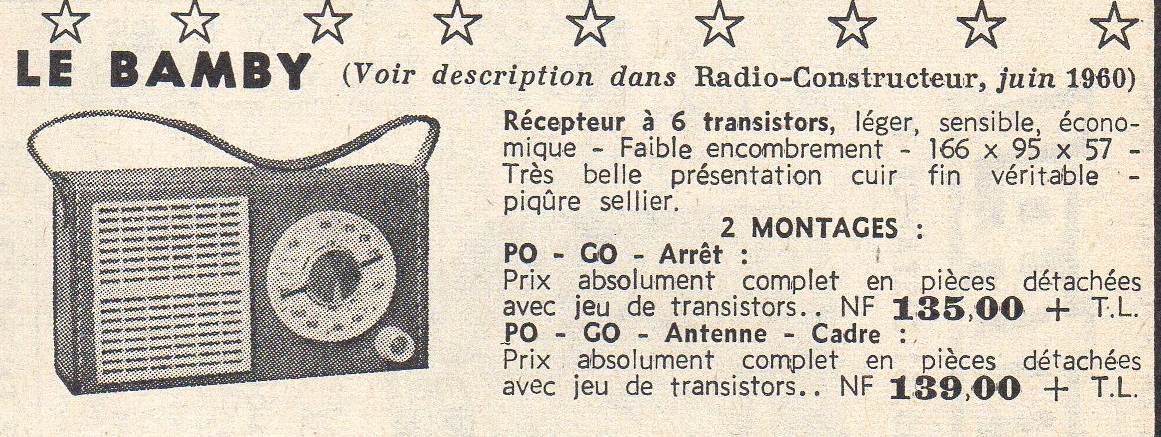 LE BAMBY (Voir description dans Radio-Constructeur, juin 1960)
Récepteur à 6 transistors, léger, sensible, écono-
mique - Faible encombrement - 166 x 95 x 57 -
Très belle présentation cuir fin véritable -
piqûre sellier.
2 MONTAGES :
PO - GO - Arrêt :
Prix absolument complet en pièces détachées
avec jeu de transistors.. NF 135,00 + T.L.
PO - GO - Antenne - Cadre :
Prix absolument complet en pièces détachées
avec jeu de transistors.. NF 139,00 + T.L.